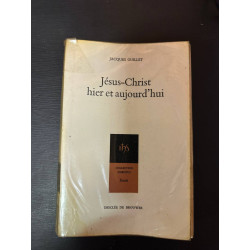 JACQUES GUILLET
Jésus-Christ
hier et aujourd'hui
DESCLÉE DE BROUWER